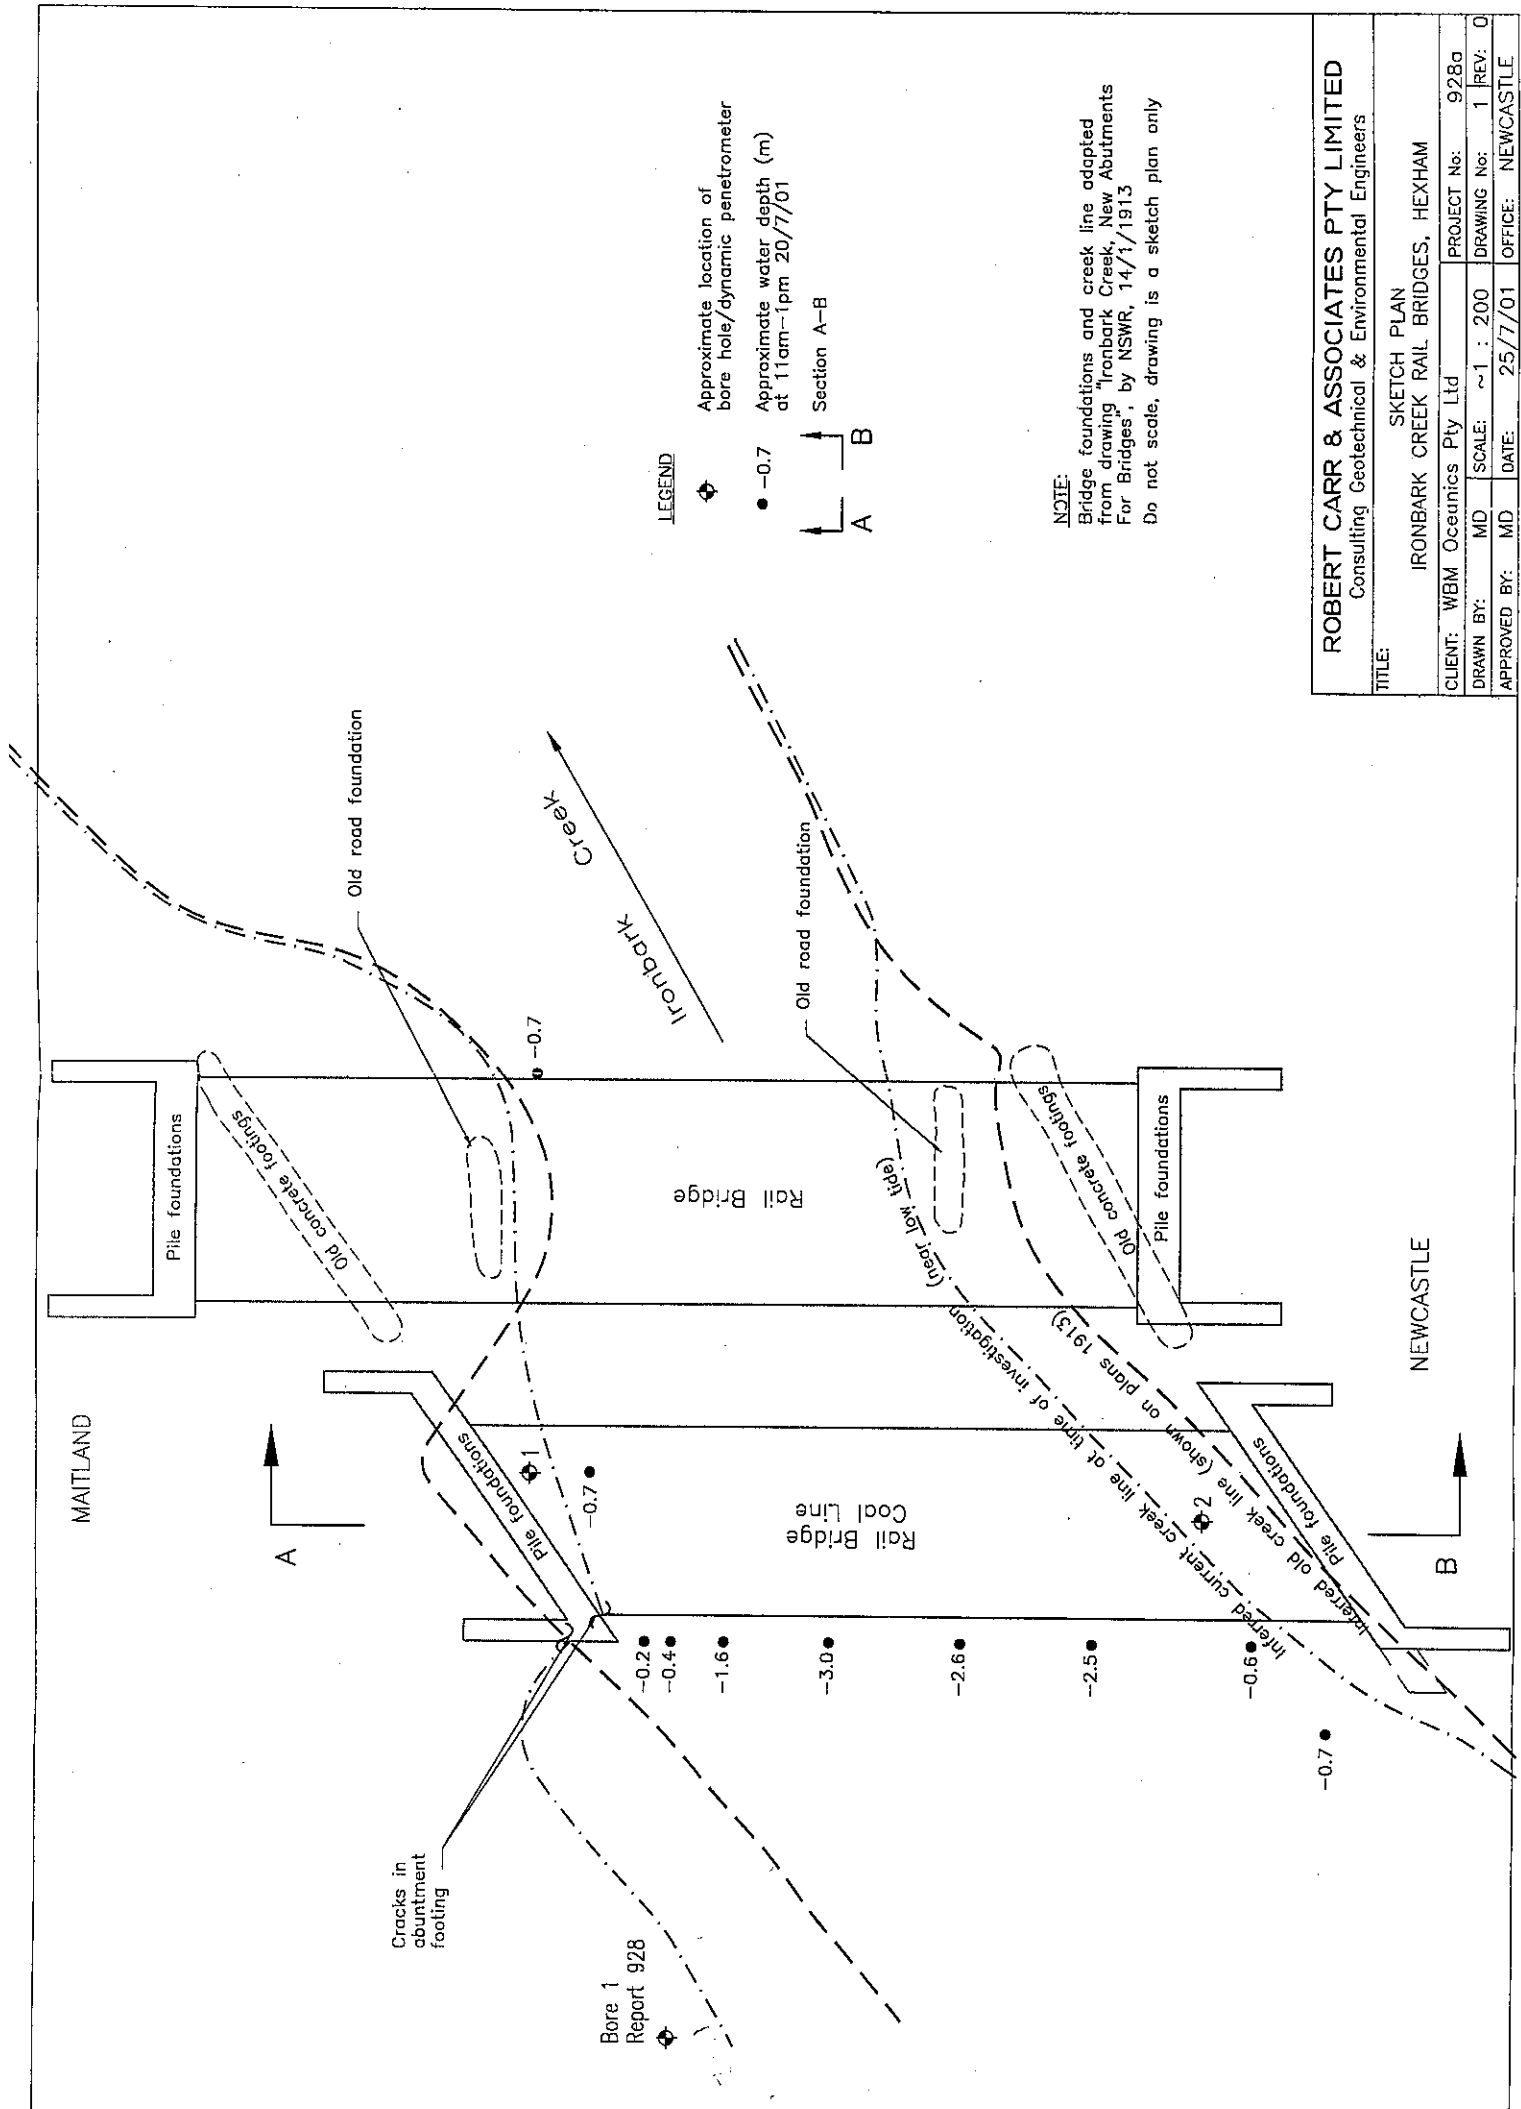 MAITLAND
A
Cracks in
abuntment
footing
Bore 1
Report 928
Pile foundations
Old concrete footings
Old road foundation
Pile foundations
1
-0.7
-0.7
-0.2
-0.4
-1.6
-3.0
-2.6
-2.5
-0.6
-0.7
Rail Bridge
Coal Line
Rail Bridge
Ironbark Creek
Old road foundation
Inferred current creek line at time of investigation (near low tide)
Inferred old creek line (shown on plans 1913)
2
Old concrete footings
Pile foundations
Pile foundations
B
NEWCASTLE
LEGEND
Approximate location of
bore hole/dynamic penetrometer
-0.7
Approximate water depth (m)
at 11am-1pm 20/7/01
A B
Section A-B
NOTE:
Bridge foundations and creek line adapted
from drawing "Ironbark Creek, New Abutments
For Bridges", by NSWR, 14/1/1913
Do not scale, drawing is a sketch plan only
ROBERT CARR & ASSOCIATES PTY LIMITED
Consulting Geotechnical & Environmental Engineers
TITLE:
SKETCH PLAN
IRONBARK CREEK RAIL BRIDGES, HEXHAM
CLIENT: WBM Oceanics Pty Ltd PROJECT No: 928a
DRAWN BY: MD SCALE: ~1 : 200 DRAWING No: 1 REV: 0
APPROVED BY: MD DATE: 25/7/01 OFFICE: NEWCASTLE